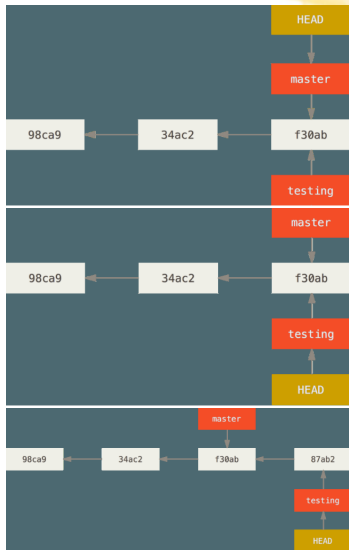 HEAD
master
98ca9 34ac2 f30ab
testing
master
98ca9 34ac2 f30ab
testing
HEAD
master
98ca9 34ac2 f30ab 87ab2
testing
HEAD